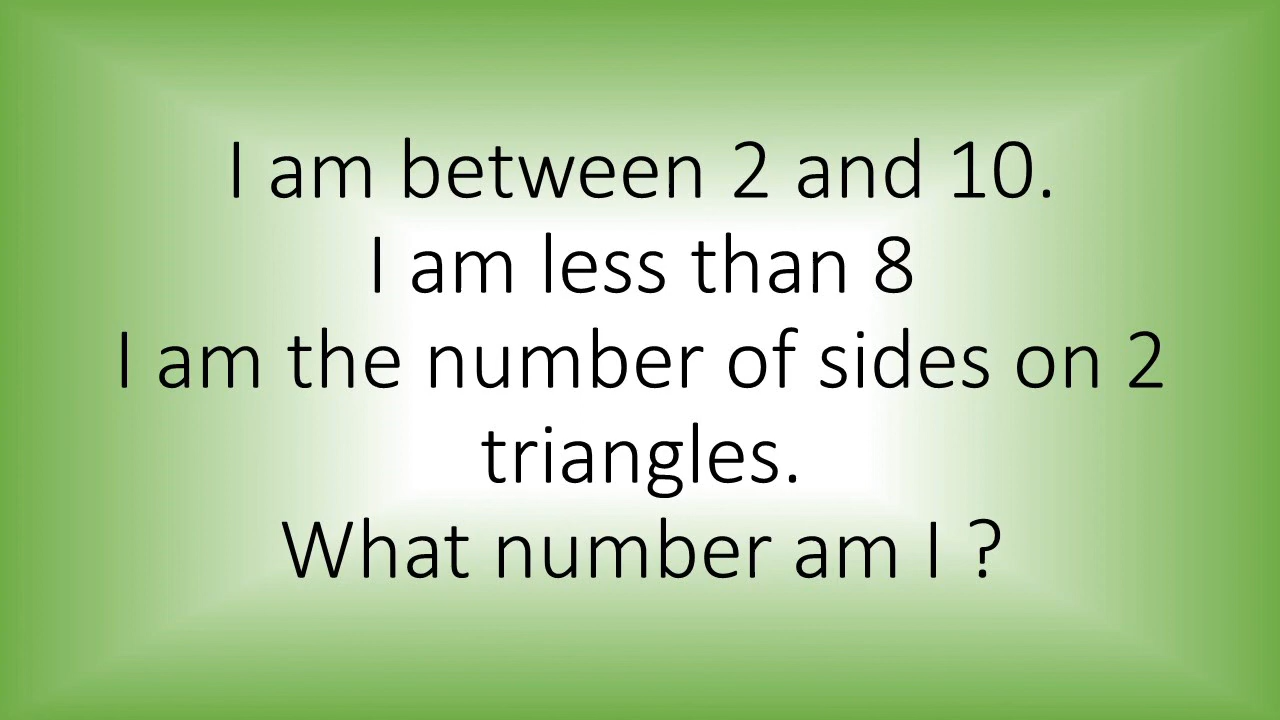 I am between 2 and 10.
I am less than 8
I am the number of sides on 2
triangles.
What number am I ?